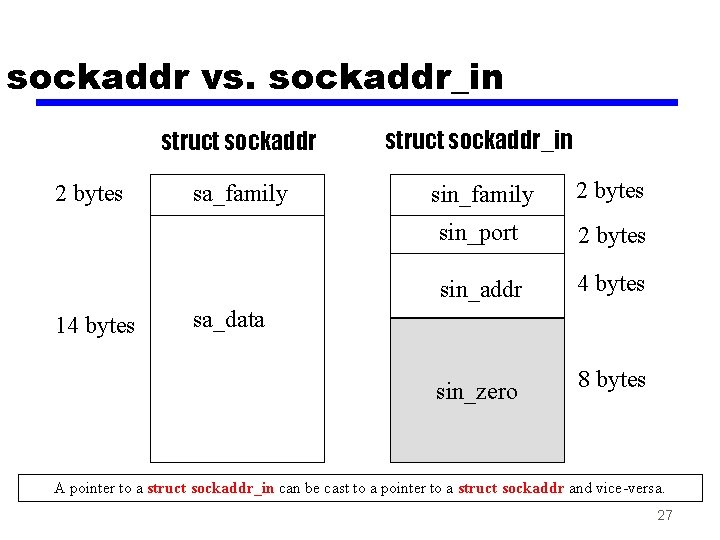 sockaddr vs. sockaddr_in
struct sockaddr
struct sockaddr_in
2 bytes
sa_family
sin_family
2 bytes
sin_port
2 bytes
sin_addr
4 bytes
14 bytes
sa_data
sin_zero
8 bytes
A pointer to a struct sockaddr_in can be cast to a pointer to a struct sockaddr and vice-versa.
27